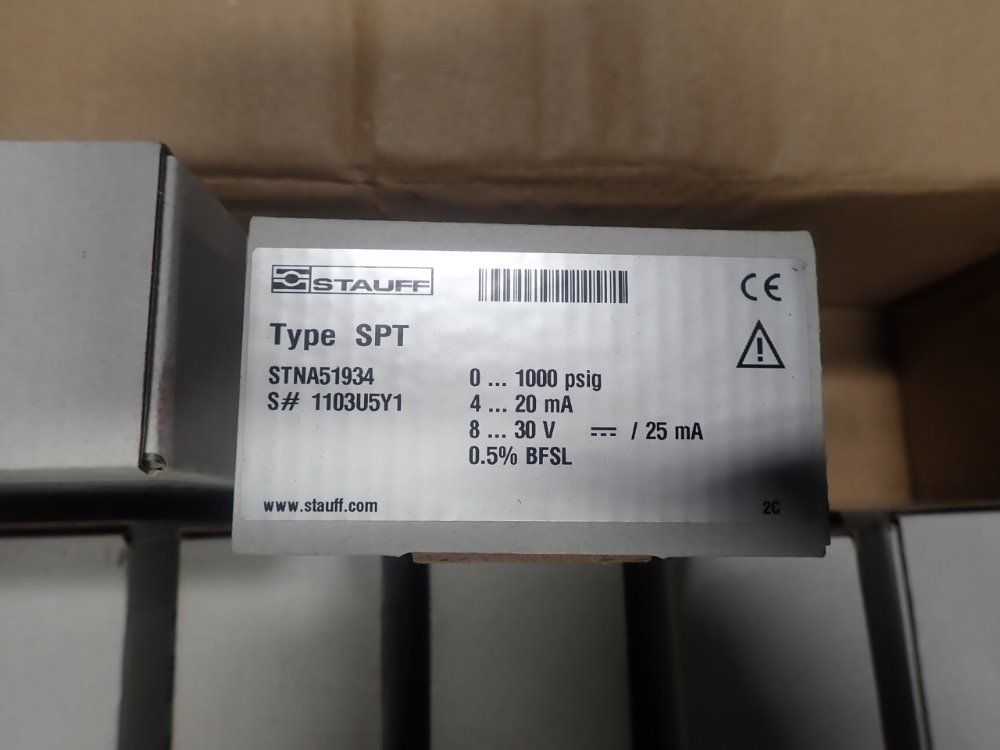 STAUFF
CE
Type SPT
STNA51934
S# 1103U5Y1
0 ... 1000 psig
4 ... 20 mA
8 ... 30 V ⎓ / 25 mA
0.5% BFSL
www.stauff.com
2C